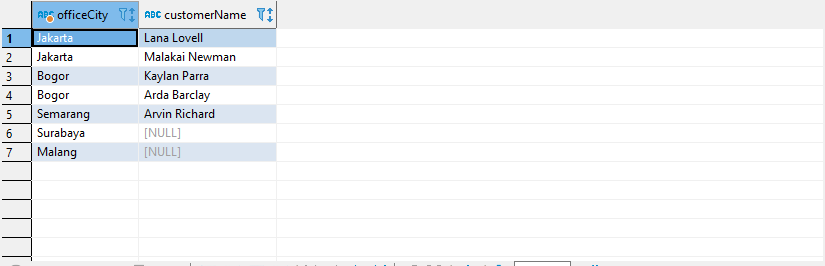 officeCity customerName
1 Jakarta Lana Lovell
2 Jakarta Malakai Newman
3 Bogor Kaylan Parra
4 Bogor Arda Barclay
5 Semarang Arvin Richard
6 Surabaya [NULL]
7 Malang [NULL]